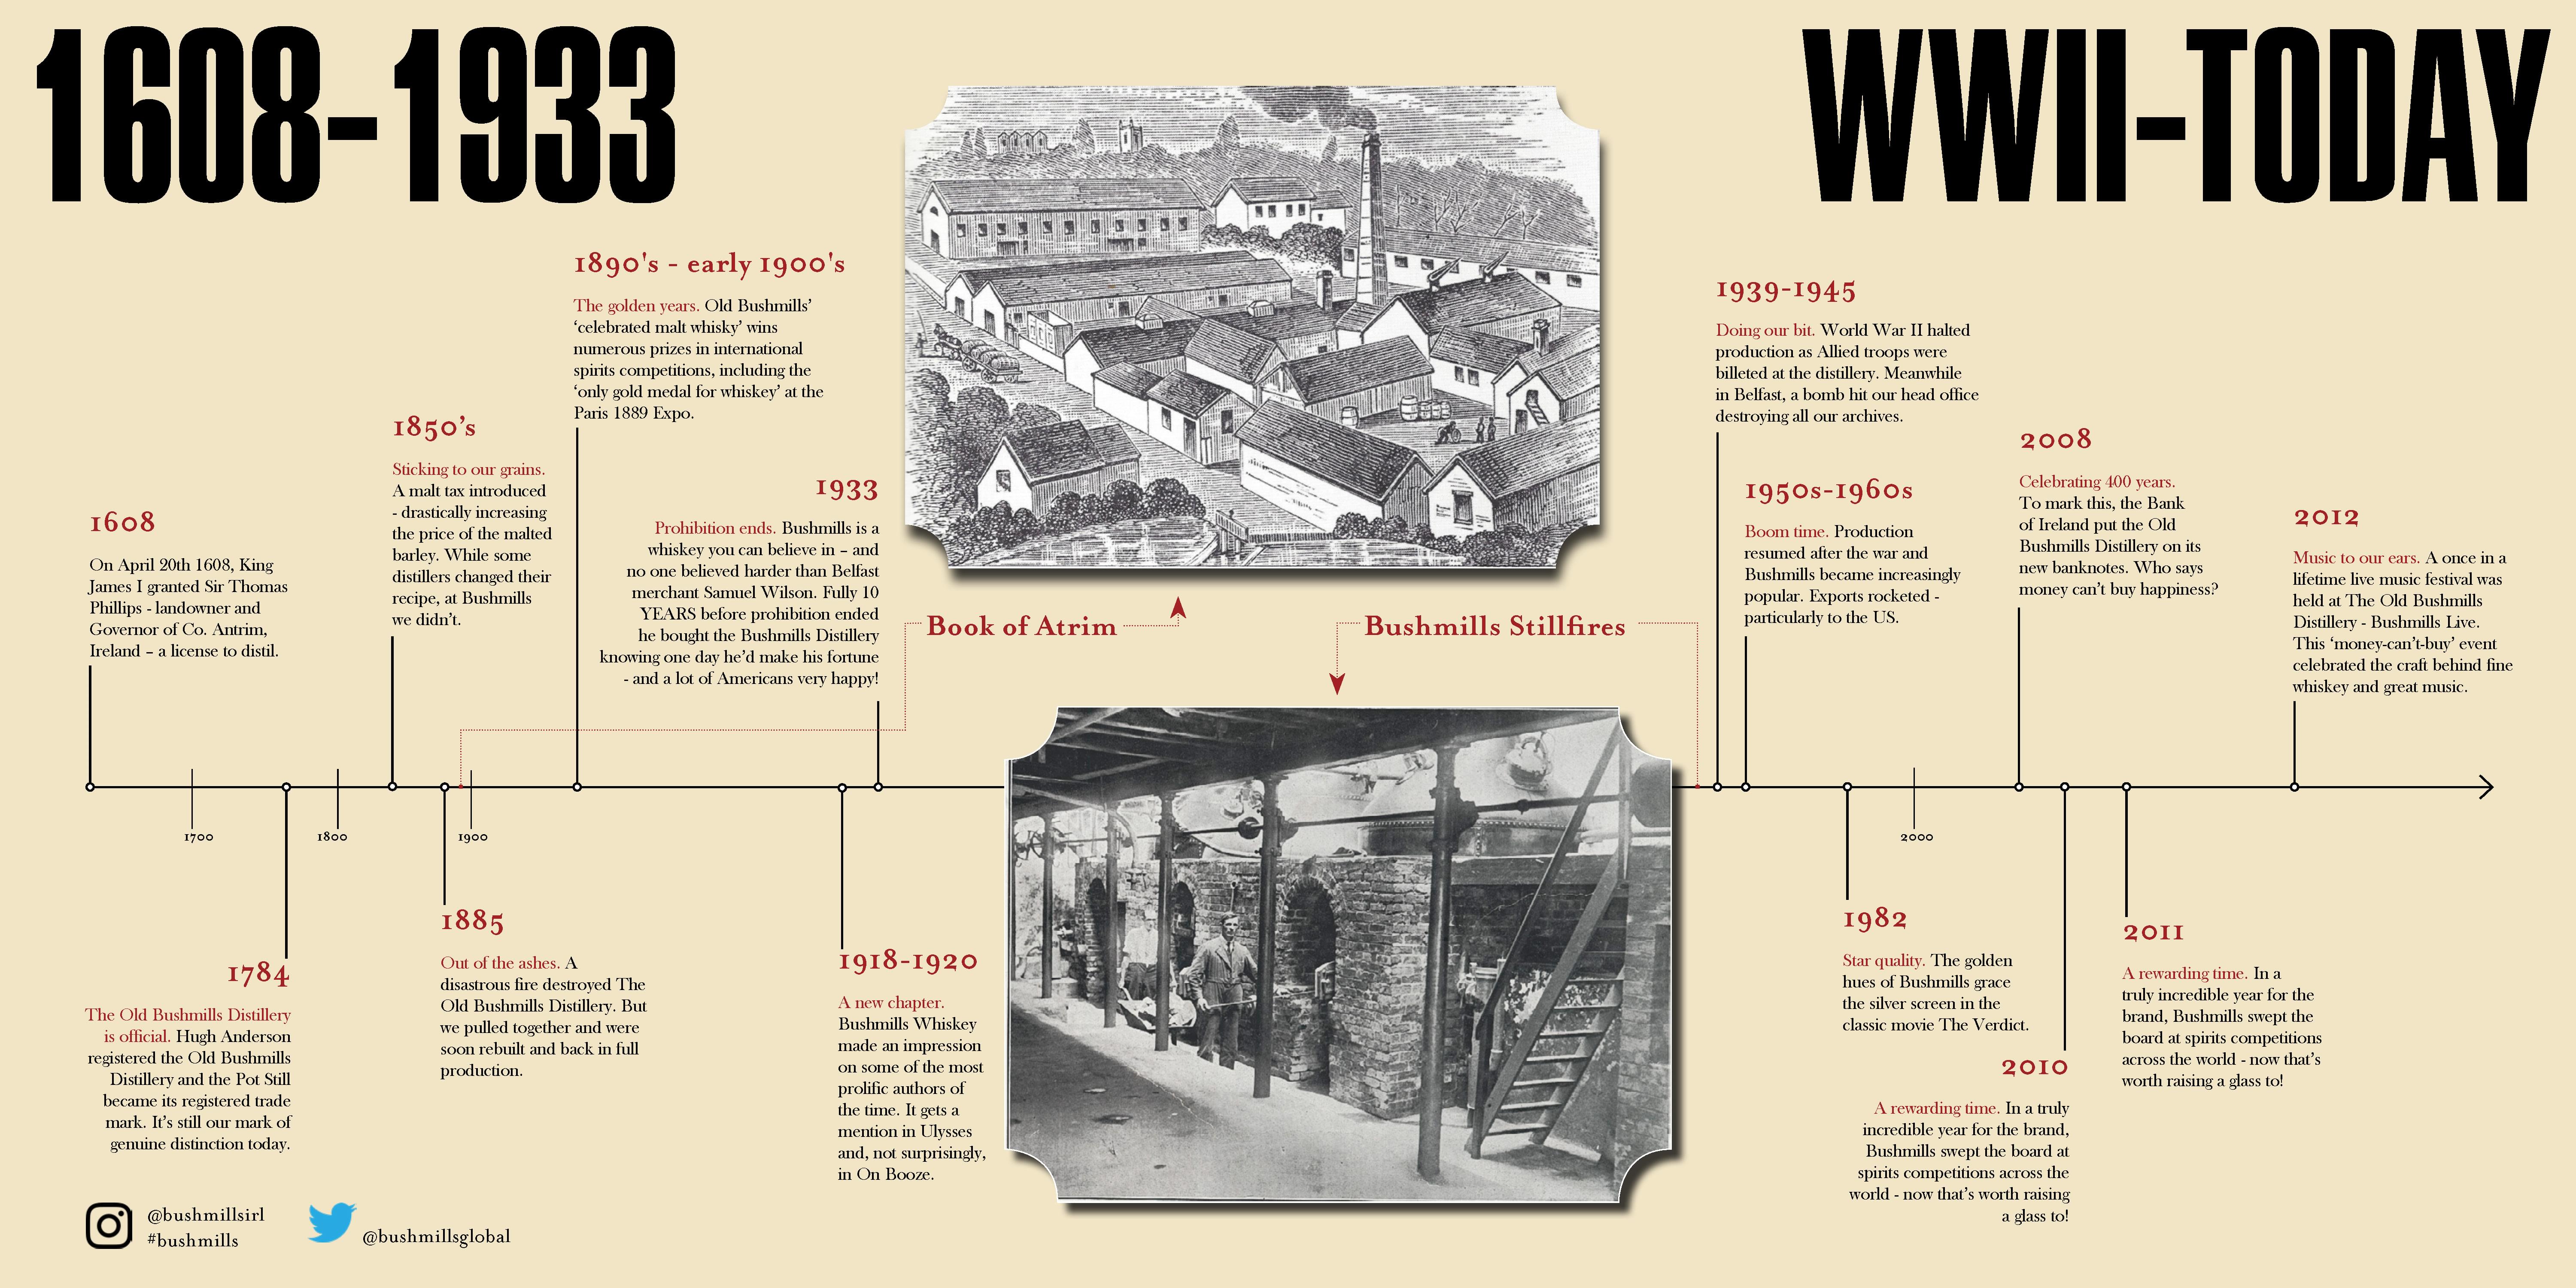 1608-1933
WWII-TODAY
1608
On April 20th 1608, King
James I granted Sir Thomas
Phillips - landowner and
Governor of Co. Antrim,
Ireland – a license to distil.
1850’s
Sticking to our grains.
A malt tax introduced
- drastically increasing
the price of the malted
barley. While some
distillers changed their
recipe, at Bushmills
we didn’t.
1890's - early 1900's
The golden years. Old Bushmills’
‘celebrated malt whisky’ wins
numerous prizes in international
spirits competitions, including the
‘only gold medal for whiskey’ at the
Paris 1889 Expo.
1933
Prohibition ends. Bushmills is a
whiskey you can believe in – and
no one believed harder than Belfast
merchant Samuel Wilson. Fully 10
YEARS before prohibition ended
he bought the Bushmills Distillery
knowing one day he’d make his fortune
- and a lot of Americans very happy!
Book of Atrim
Bushmills Stillfires
1939-1945
Doing our bit. World War II halted
production as Allied troops were
billeted at the distillery. Meanwhile
in Belfast, a bomb hit our head office
destroying all our archives.
1950s-1960s
Boom time. Production
resumed after the war and
Bushmills became increasingly
popular. Exports rocketed -
particularly to the US.
2008
Celebrating 400 years.
To mark this, the Bank
of Ireland put the Old
Bushmills Distillery on its
new banknotes. Who says
money can’t buy happiness?
2012
Music to our ears. A once in a
lifetime live music festival was
held at The Old Bushmills
Distillery - Bushmills Live.
This ‘money-can’t-buy’ event
celebrated the craft behind fine
whiskey and great music.
1700
1800
1900
2000
1784
The Old Bushmills Distillery
is official. Hugh Anderson
registered the Old Bushmills
Distillery and the Pot Still
became its registered trade
mark. It’s still our mark of
genuine distinction today.
1885
Out of the ashes. A
disastrous fire destroyed The
Old Bushmills Distillery. But
we pulled together and were
soon rebuilt and back in full
production.
1918-1920
A new chapter.
Bushmills Whiskey
made an impression
on some of the most
prolific authors of
the time. It gets a
mention in Ulysses
and, not surprisingly,
in On Booze.
1982
Star quality. The golden
hues of Bushmills grace
the silver screen in the
classic movie The Verdict.
2010
A rewarding time. In a truly
incredible year for the brand,
Bushmills swept the board at
spirits competitions across the
world - now that’s worth raising
a glass to!
2011
A rewarding time. In a
truly incredible year for the
brand, Bushmills swept the
board at spirits competitions
across the world - now that’s
worth raising a glass to!
@bushmillsirl
#bushmills
@bushmillsglobal